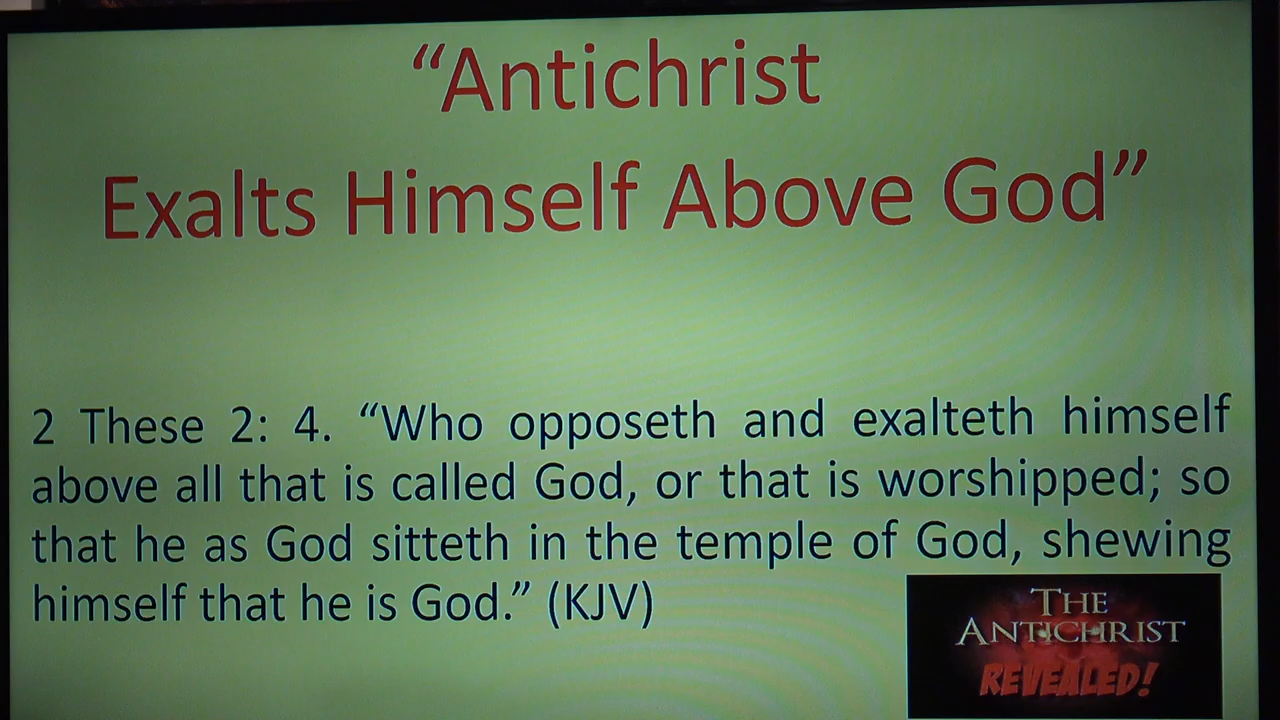 “Antichrist
Exalts Himself Above God”
2 These 2: 4. “Who opposeth and exalteth himself
above all that is called God, or that is worshipped; so
that he as God sitteth in the temple of God, shewing
himself that he is God.” (KJV)
THE
ANTICHRIST
REVEALED!